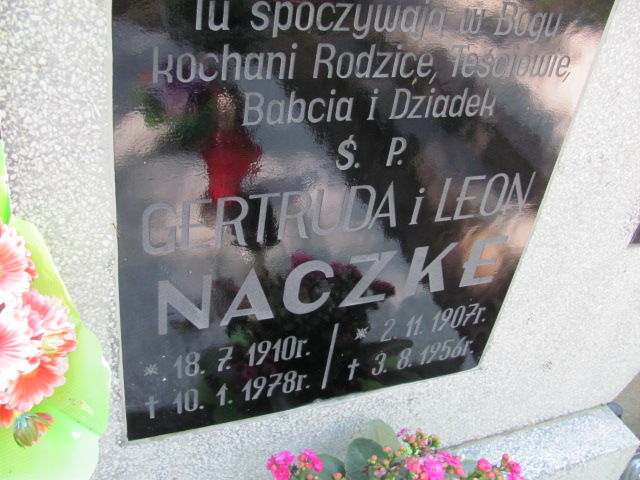 Tu spoczywają w Bogu
kochani Rodzice, Teściowie,
Babcia i Dziadek
Ś. P.
GERTRUDA i LEON
NACZKE
* 18. 7. 1910r. * 2. 11. 1907r.
† 10. 1. 1978r. † 3. 8. 1956r.